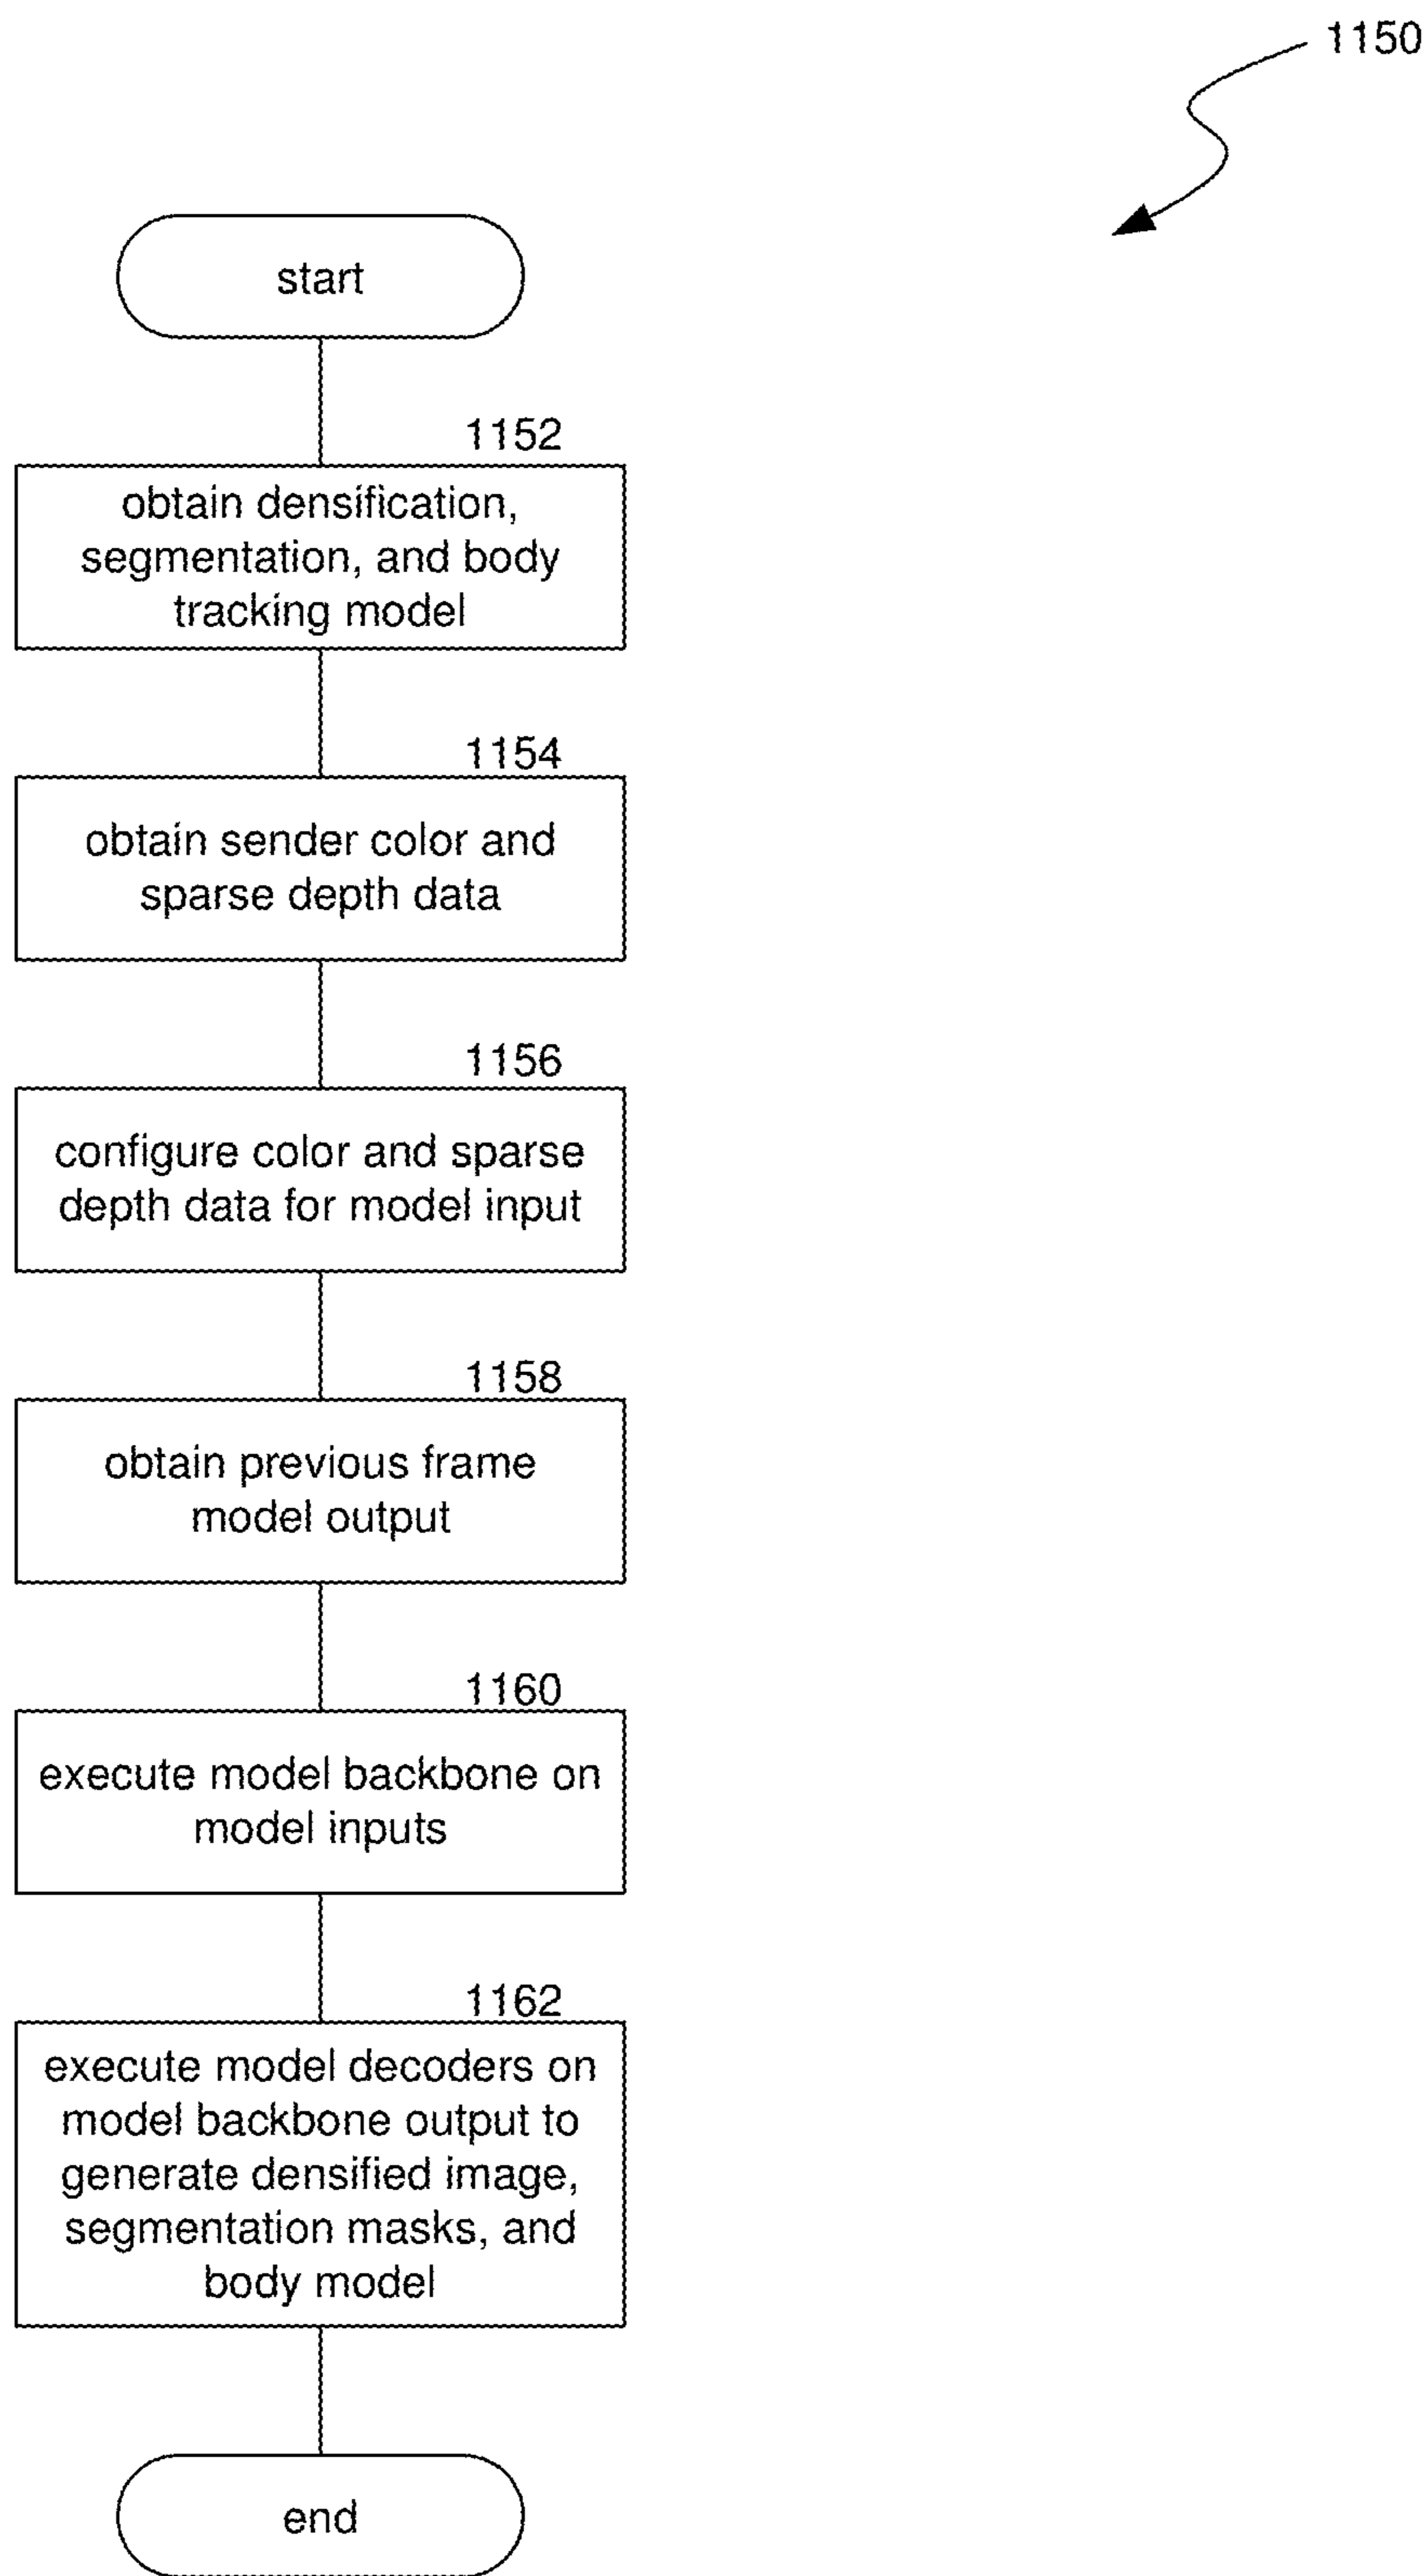 1150
start
1152
obtain densification,
segmentation, and body
tracking model
1154
obtain sender color and
sparse depth data
1156
configure color and sparse
depth data for model input
1158
obtain previous frame
model output
1160
execute model backbone on
model inputs
1162
execute model decoders on
model backbone output to
generate densified image,
segmentation masks, and
body model
end